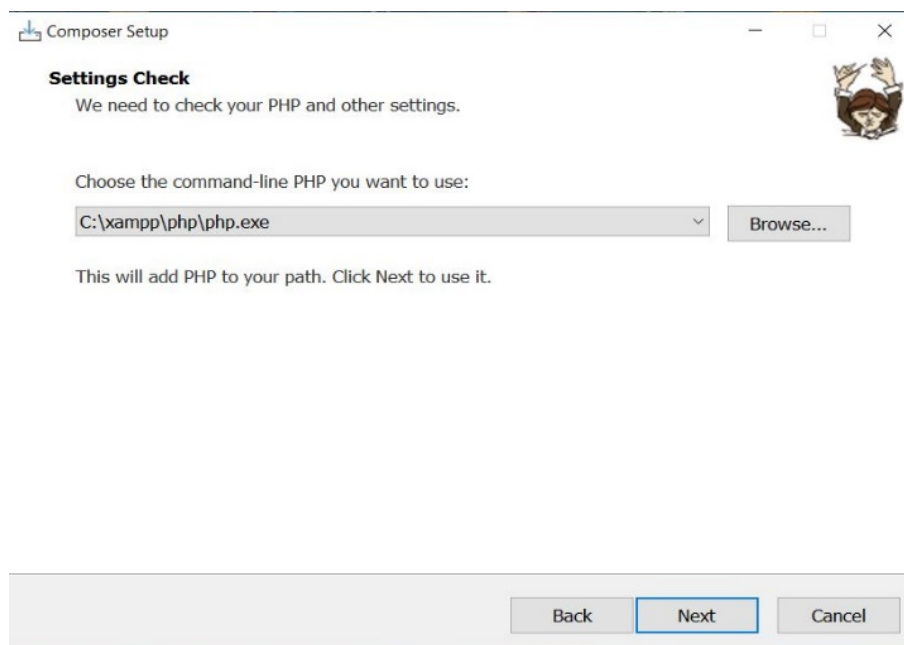 Composer Setup
Settings Check
We need to check your PHP and other settings.
Choose the command-line PHP you want to use:
C:\xampp\php\php.exe
Browse...
This will add PHP to your path. Click Next to use it.
Back
Next
Cancel